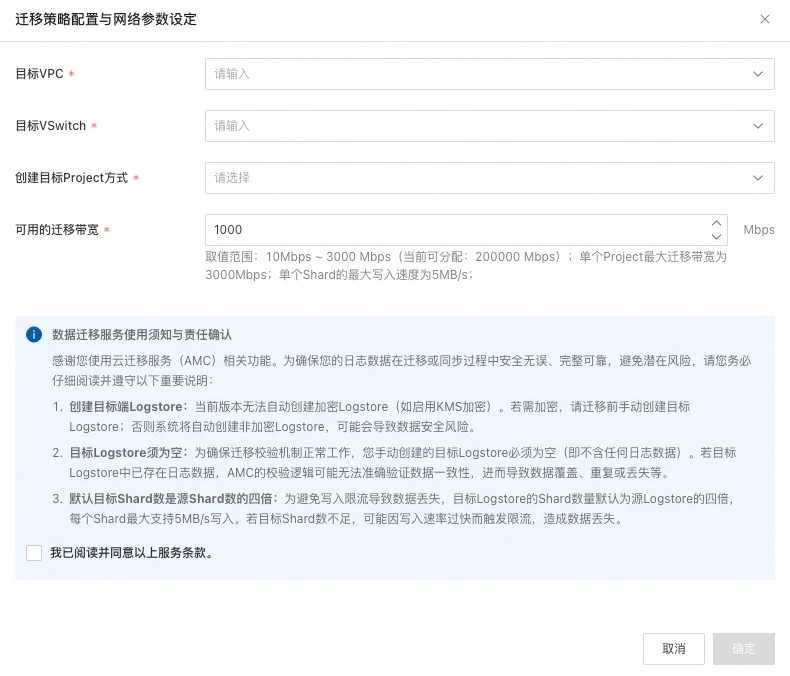 迁移策略配置与网络参数设定
目标VPC *
请输入
目标VSwitch *
请输入
创建目标Project方式 *
请选择
可用的迁移带宽 *
1000
Mbps
取值范围：10Mbps ~ 3000 Mbps（当前可分配：200000 Mbps）；单个Project最大迁移带宽为
3000Mbps；单个Shard的最大写入速度为5MB/s；
数据迁移服务使用须知与责任确认
感谢您使用云迁移服务（AMC）相关功能。为确保您的日志数据在迁移或同步过程中安全无误、完整可靠，避免潜在风险，请您务必
仔细阅读并遵守以下重要说明：
1. 创建目标端Logstore：当前版本无法自动创建加密Logstore（如启用KMS加密）。若需加密，请迁移前手动创建目标
Logstore；否则系统将自动创建非加密Logstore，可能会导致数据安全风险。
2. 目标Logstore须为空：为确保迁移校验机制正常工作，您手动创建的目标Logstore必须为空（即不含任何日志数据）。若目标
Logstore中已存在日志数据，AMC的校验逻辑可能无法准确验证数据一致性，进而导致数据覆盖、重复或丢失等。
3. 默认目标Shard数是源Shard数的四倍：为避免写入限流导致数据丢失，目标Logstore的Shard数量默认为源Logstore的四倍，
每个Shard最大支持5MB/s写入。若目标Shard数不足，可能因写入速率过快而触发限流，造成数据丢失。
我已阅读并同意以上服务条款。
取消
确定